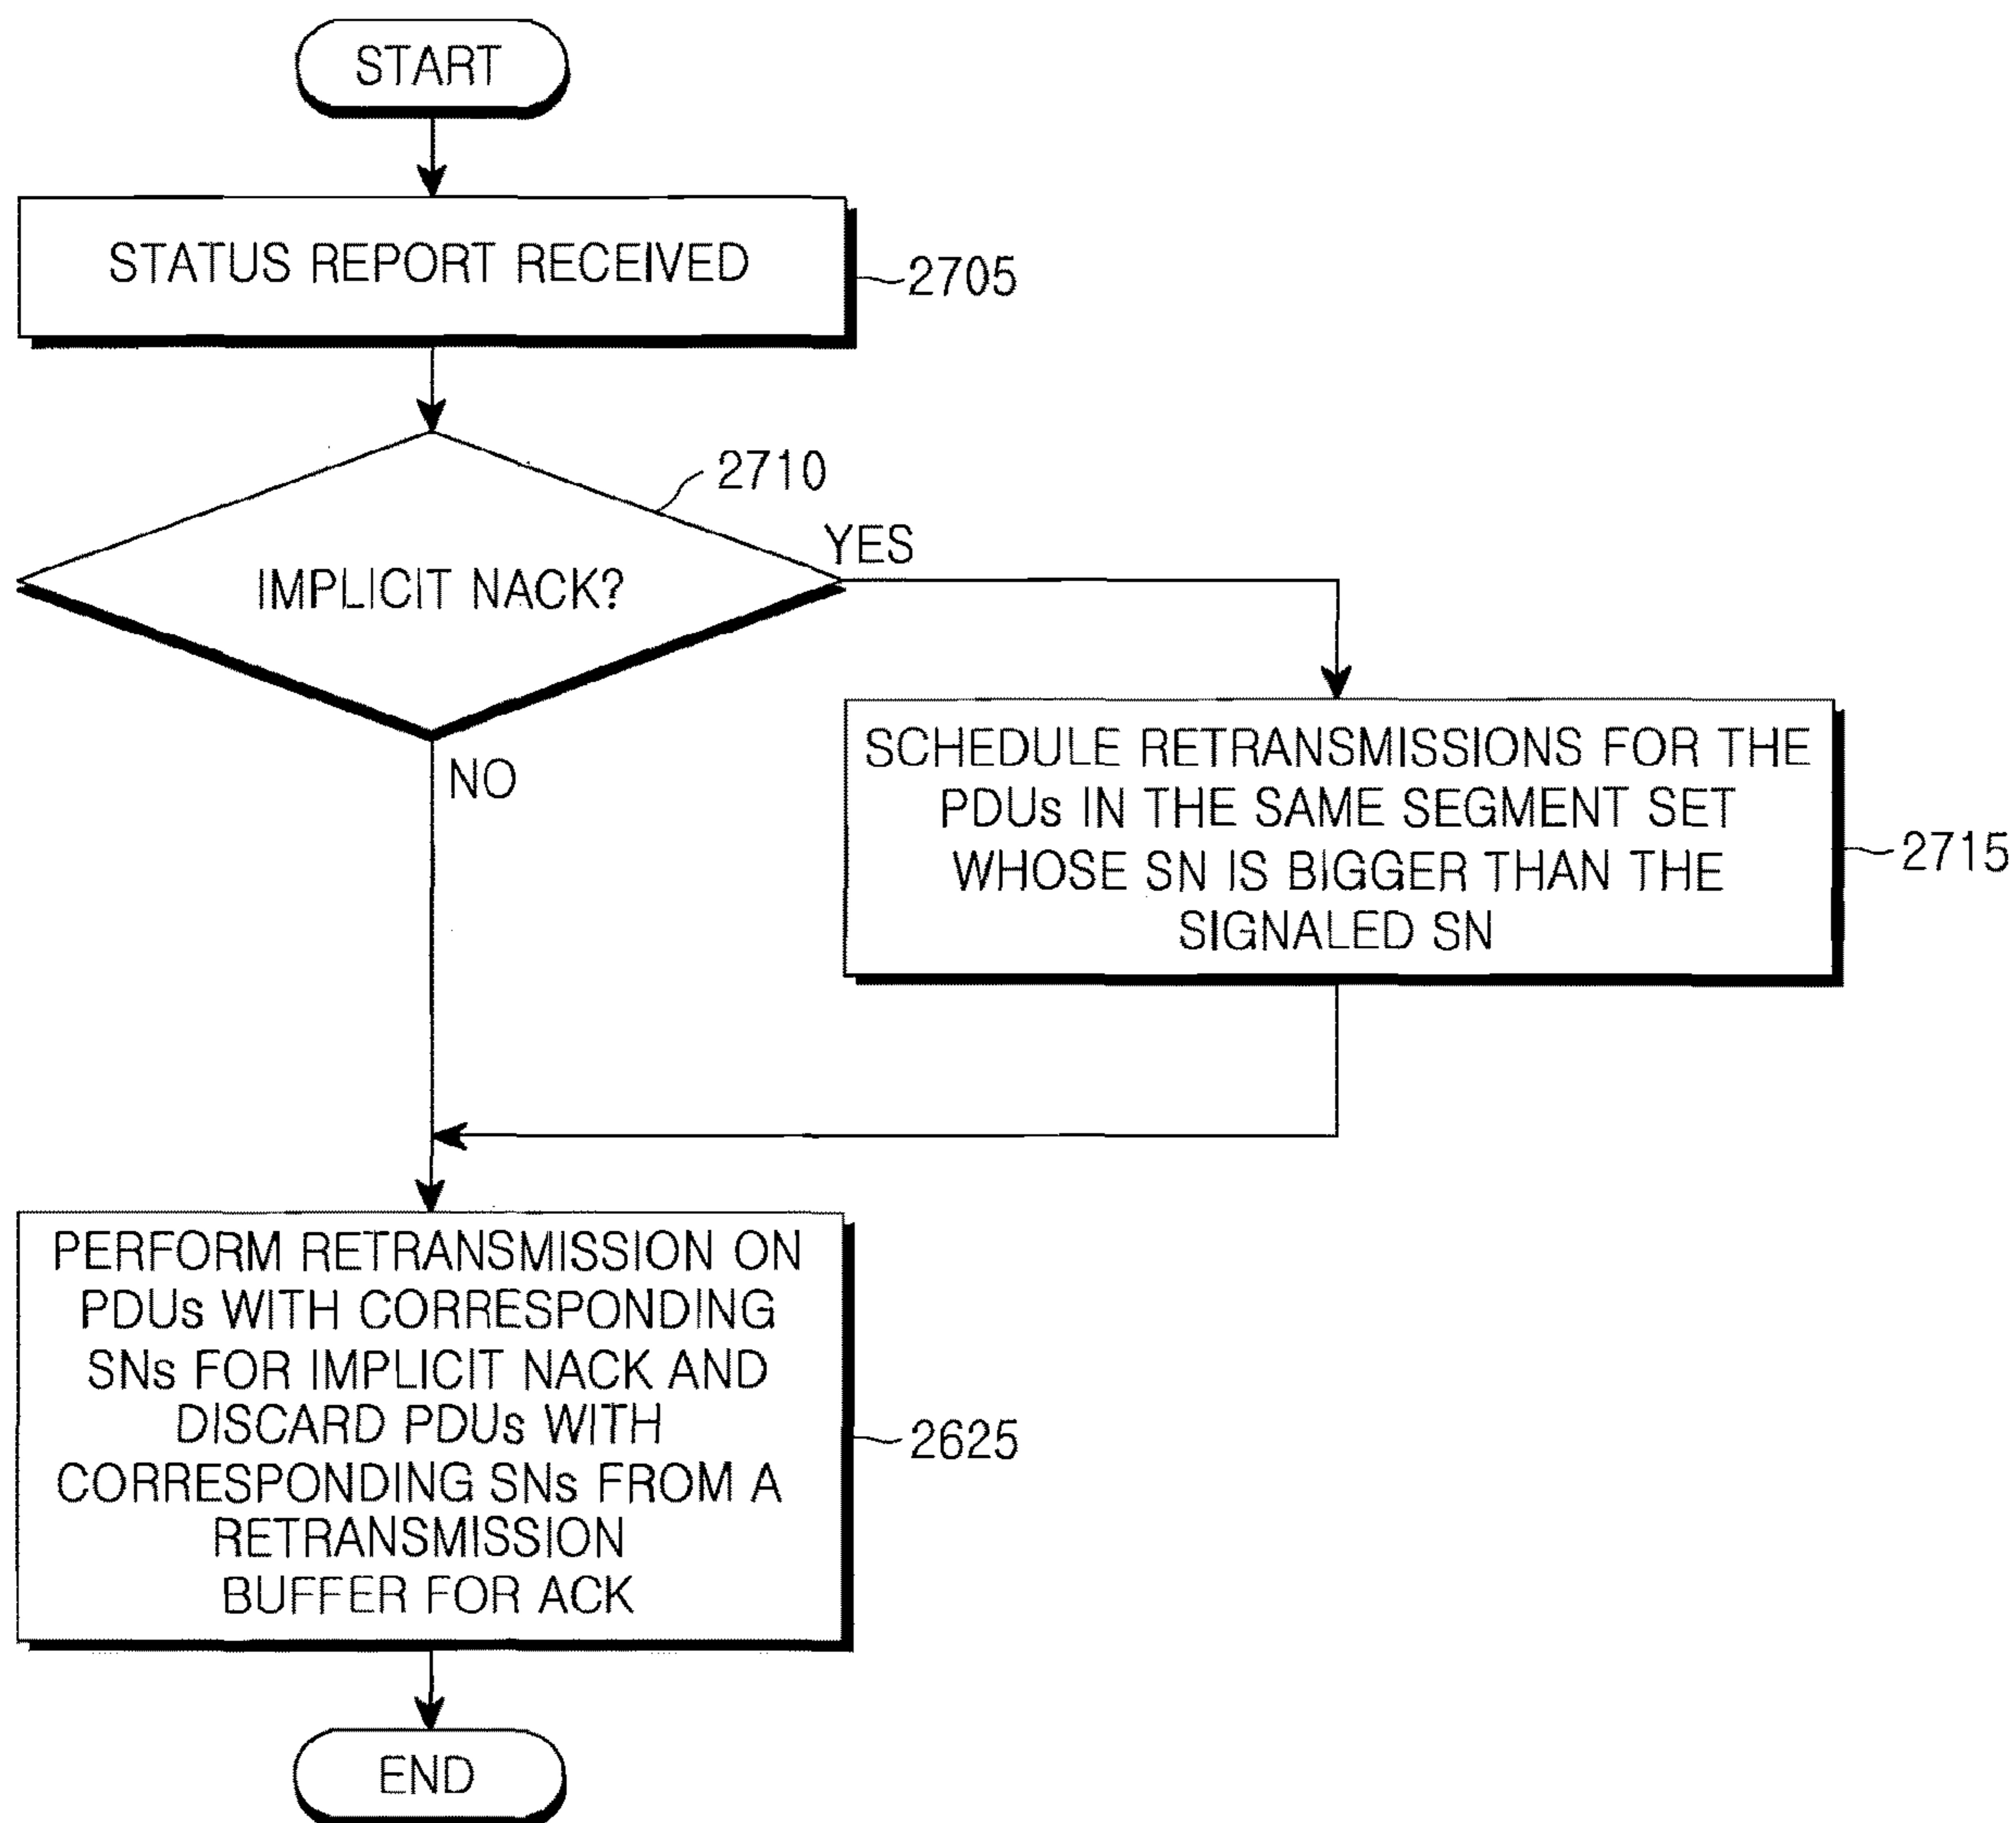 START
STATUS REPORT RECEIVED
2705
2710
IMPLICIT NACK?
YES
NO
SCHEDULE RETRANSMISSIONS FOR THE
PDUs IN THE SAME SEGMENT SET
WHOSE SN IS BIGGER THAN THE
SIGNALED SN
2715
PERFORM RETRANSMISSION ON
PDUs WITH CORRESPONDING
SNs FOR IMPLICIT NACK AND
DISCARD PDUs WITH
CORRESPONDING SNs FROM A
RETRANSMISSION
BUFFER FOR ACK
2625
END